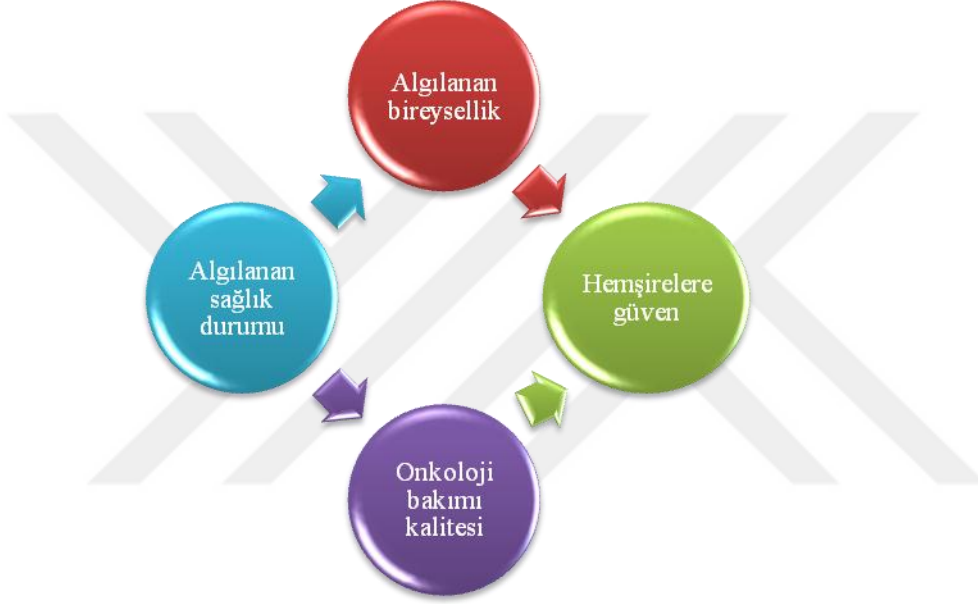 Algılanan
bireysellik
Algılanan
sağlık
durumu
Hemşirelere
güven
Onkoloji
bakımı
kalitesi